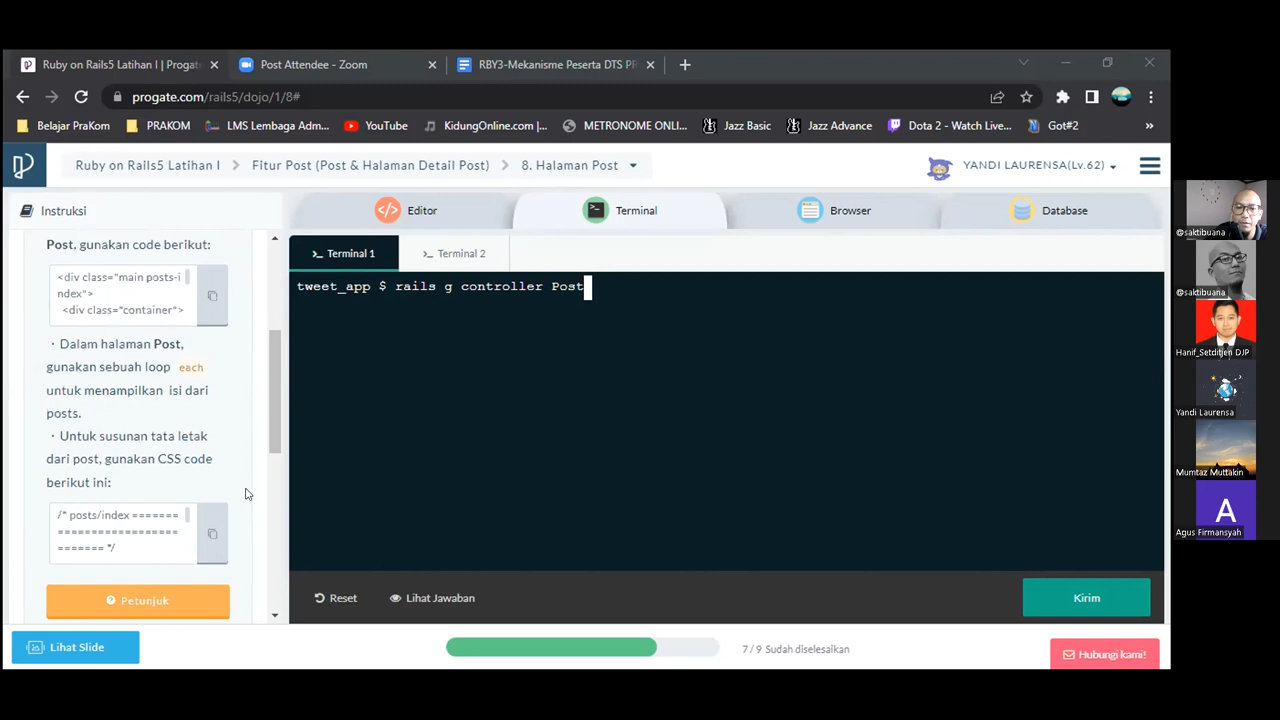 Ruby on Rails5 Latihan I | Progate
Post Attendee - Zoom
RBY3-Mekanisme Peserta DTS PR
progate.com/rails5/dojo/1/8#
Belajar PraKom
PRAKOM
LMS Lembaga Adm...
YouTube
KidungOnline.com |...
METRONOME ONLI...
Jazz Basic
Jazz Advance
Dota 2 - Watch Live...
Got#2
»
Ruby on Rails5 Latihan I
Fitur Post (Post & Halaman Detail Post)
8. Halaman Post
YANDI LAURENSA(Lv.62)
Instruksi
Editor
Terminal
Browser
Database
Post, gunakan code berikut:
<div class="main posts-i
ndex">
<div class="container">
· Dalam halaman Post,
gunakan sebuah loop each
untuk menampilkan isi dari
posts.
· Untuk susunan tata letak
dari post, gunakan CSS code
berikut ini:
/* posts/index =======
==================
======= */
Petunjuk
Terminal 1
Terminal 2
tweet_app $ rails g controller Post
Reset
Lihat Jawaban
Kirim
Lihat Slide
7 / 9 Sudah diselesaikan
Hubungi kami!
@saktibuana
@saktibuana
Hanif_Setditjen DJP
Yandi Laurensa
Mumtaz Muttakin
A
Agus Firmansyah